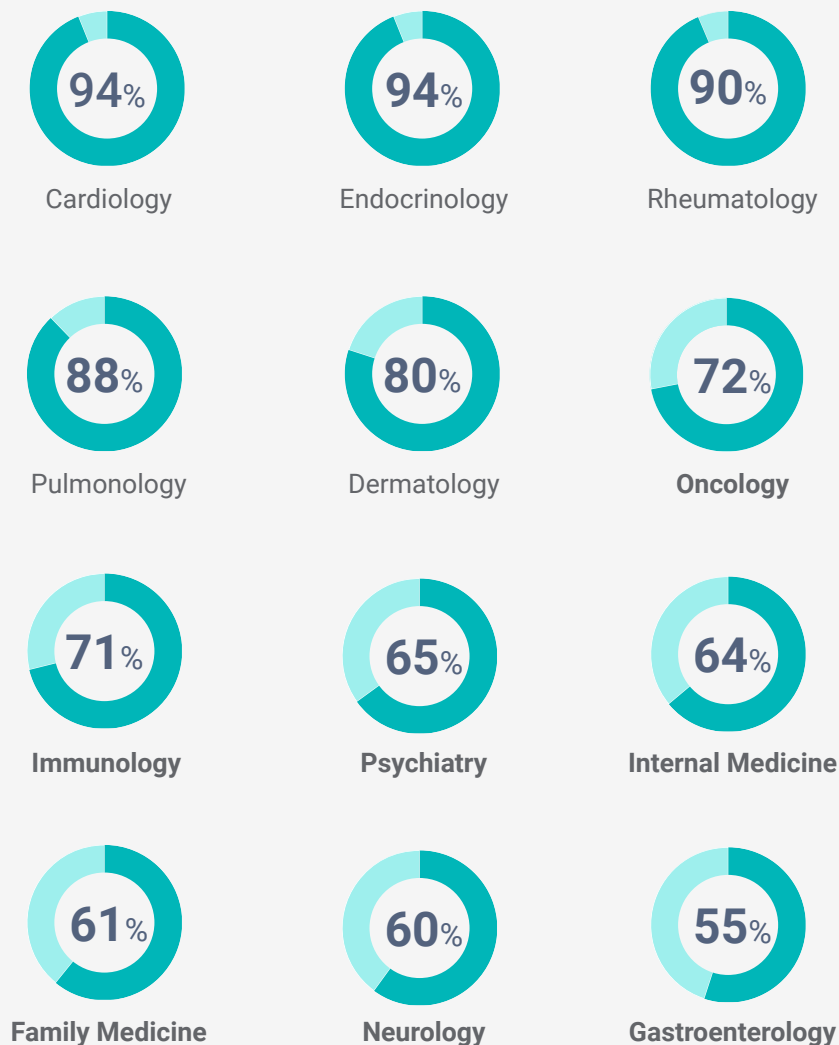 94%
94%
90%
Cardiology
Endocrinology
Rheumatology
88%
80%
72%
Pulmonology
Dermatology
Oncology
71%
65%
64%
Immunology
Psychiatry
Internal Medicine
61%
60%
55%
Family Medicine
Neurology
Gastroenterology